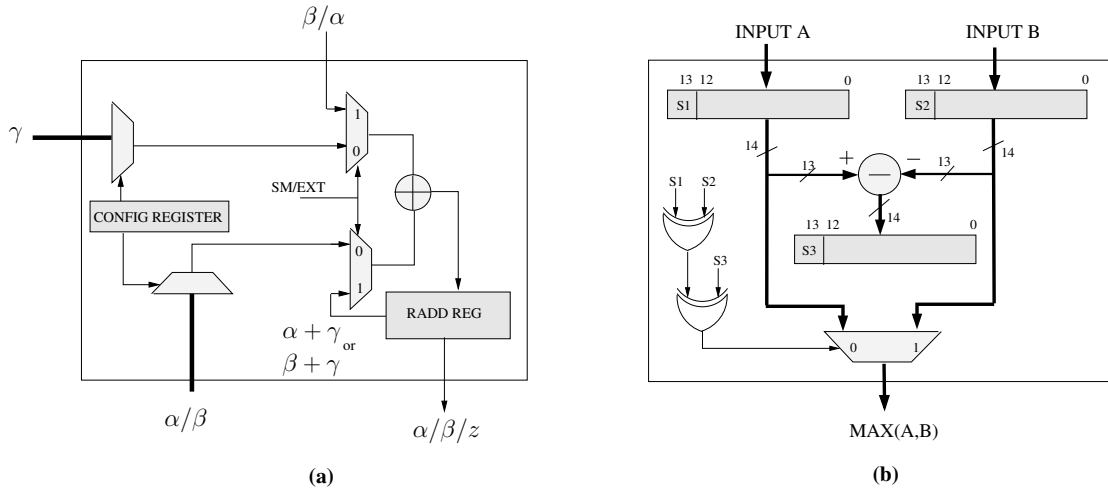 β/α
1
0
γ
SM/EXT
CONFIG REGISTER
0
1
RADD REG
α + γ or
β + γ
α/β
α/β/z
(a)
INPUT A INPUT B
13 12 0 13 12 0
S1 S2
14 14
+ −
13 13
—
S1 S2
14
13 12 0
S3
S3
0 1
MAX(A,B)
(b)